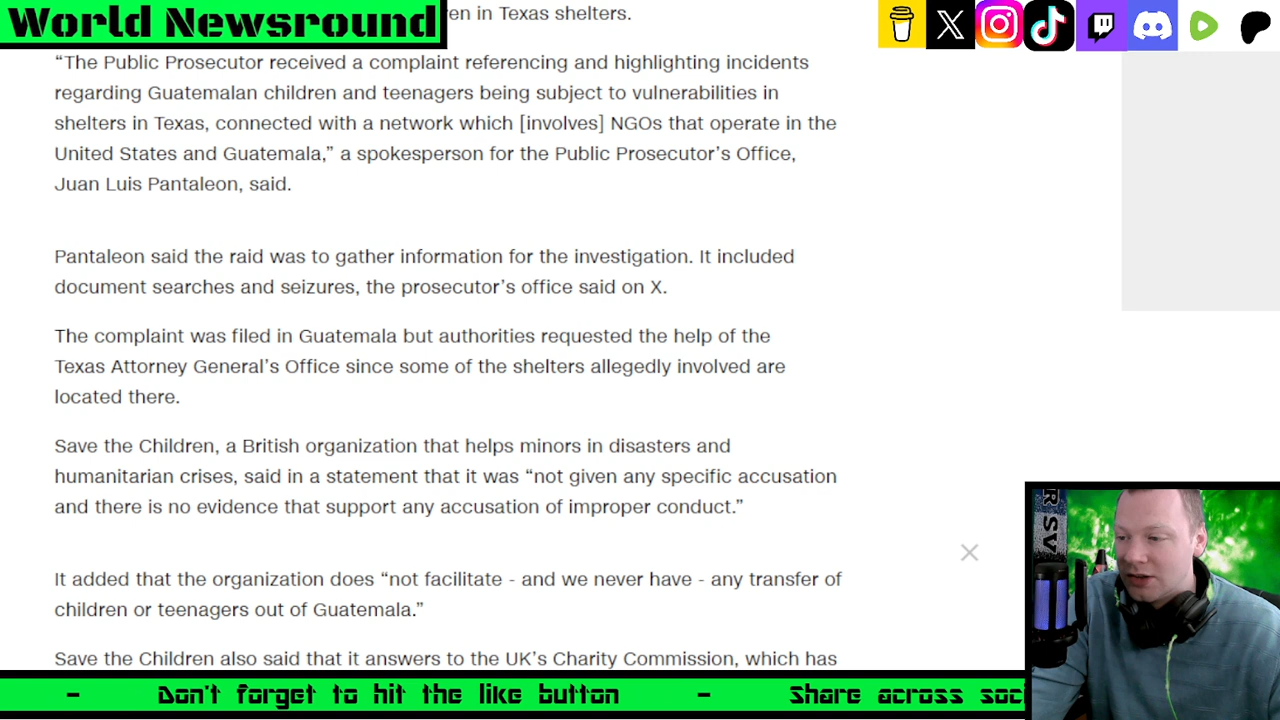 World Newsround
ren in Texas shelters.
“The Public Prosecutor received a complaint referencing and highlighting incidents
regarding Guatemalan children and teenagers being subject to vulnerabilities in
shelters in Texas, connected with a network which [involves] NGOs that operate in the
United States and Guatemala,” a spokesperson for the Public Prosecutor’s Office,
Juan Luis Pantaleon, said.
Pantaleon said the raid was to gather information for the investigation. It included
document searches and seizures, the prosecutor’s office said on X.
The complaint was filed in Guatemala but authorities requested the help of the
Texas Attorney General’s Office since some of the shelters allegedly involved are
located there.
Save the Children, a British organization that helps minors in disasters and
humanitarian crises, said in a statement that it was “not given any specific accusation
and there is no evidence that support any accusation of improper conduct.”
It added that the organization does “not facilitate - and we never have - any transfer of
children or teenagers out of Guatemala.”
Save the Children also said that it answers to the UK’s Charity Commission, which has
- Don't forget to hit the like button - Share across soc